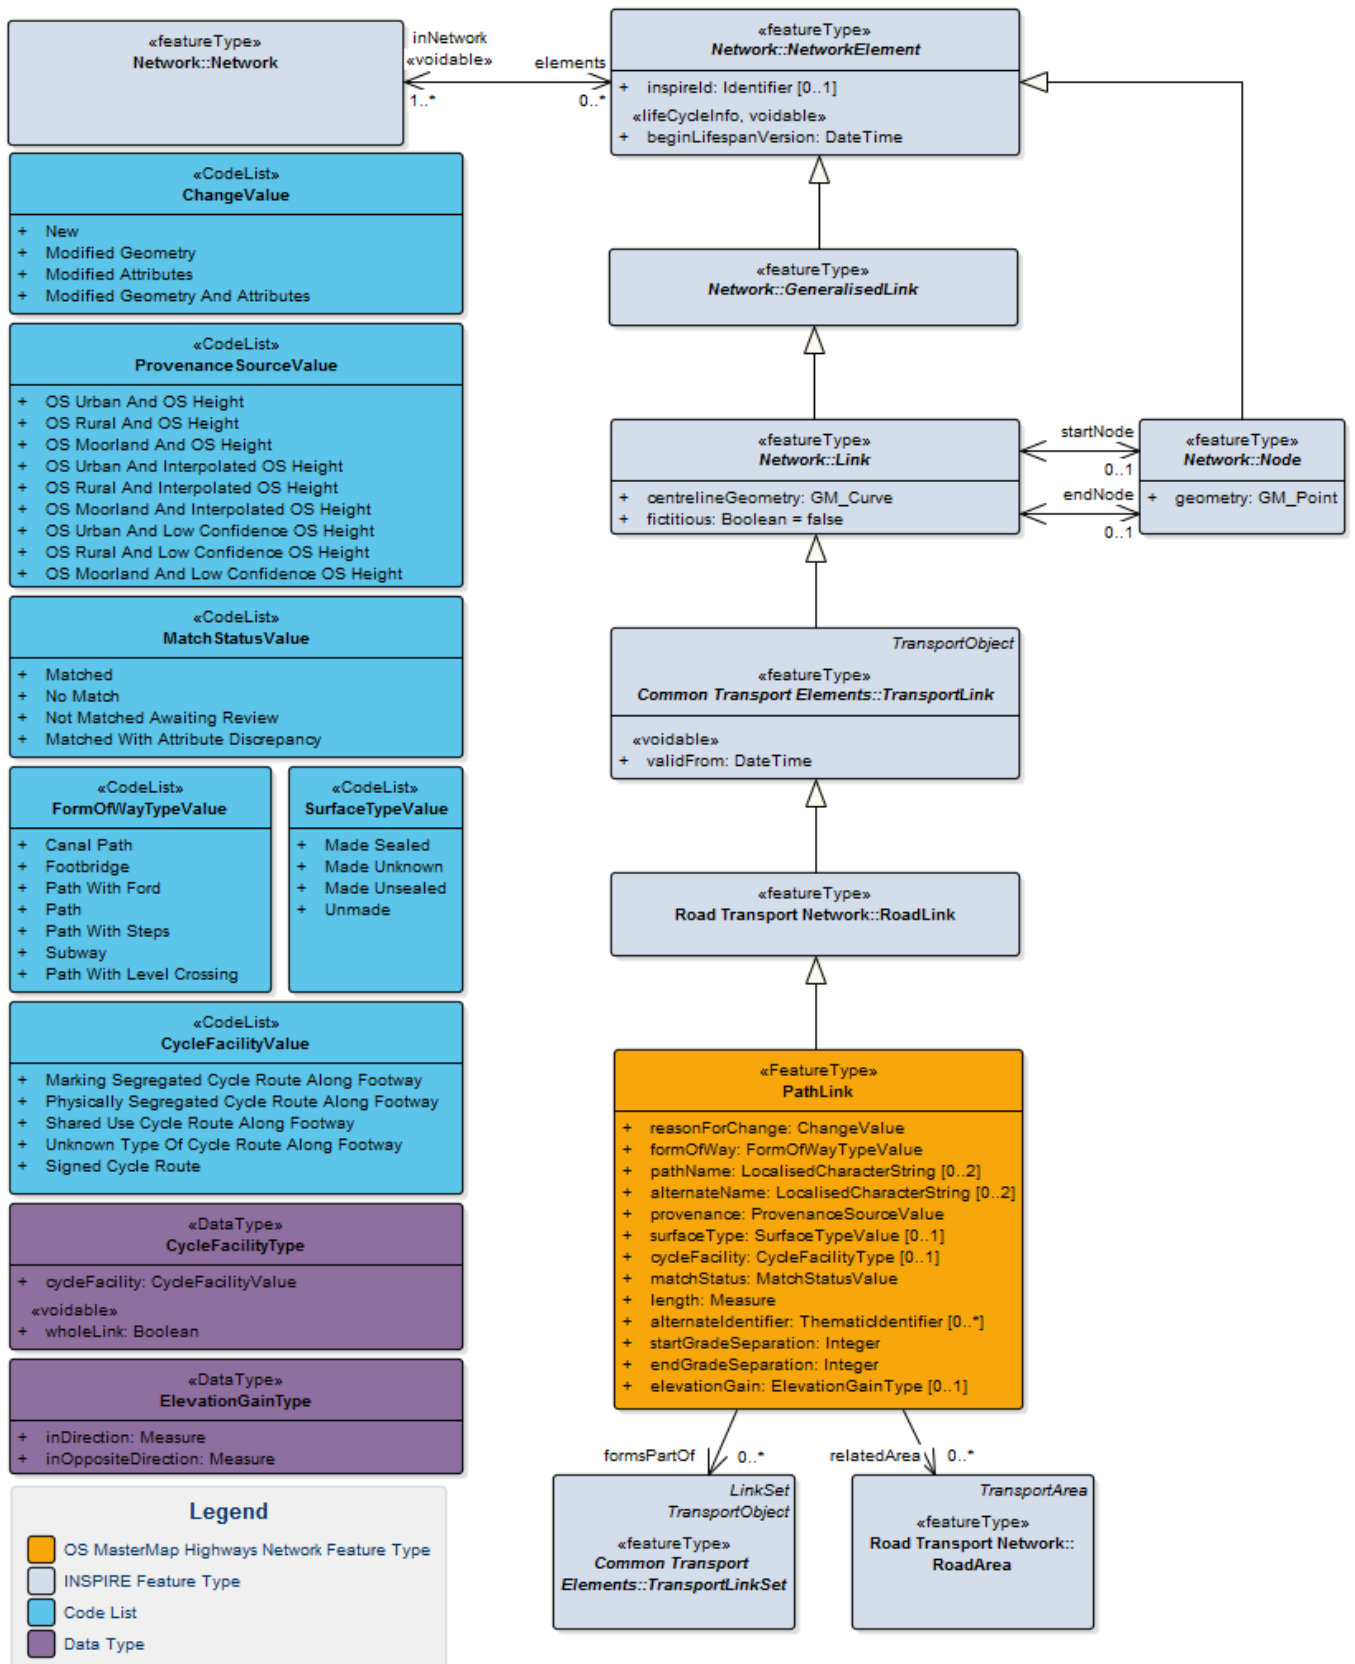 «featureType»
Network::Network
inNetwork
«voidable»
1..*
elements
0..*
«featureType»
Network::NetworkElement
+ inspireId: Identifier [0..1]
«lifeCycleInfo, voidable»
+ beginLifespanVersion: DateTime
«CodeList»
ChangeValue
+ New
+ Modified Geometry
+ Modified Attributes
+ Modified Geometry And Attributes
«featureType»
Network::GeneralisedLink
«CodeList»
ProvenanceSourceValue
+ OS Urban And OS Height
+ OS Rural And OS Height
+ OS Moorland And OS Height
+ OS Urban And Interpolated OS Height
+ OS Rural And Interpolated OS Height
+ OS Moorland And Interpolated OS Height
+ OS Urban And Low Confidence OS Height
+ OS Rural And Low Confidence OS Height
+ OS Moorland And Low Confidence OS Height
«featureType»
Network::Link
+ centrelineGeometry: GM_Curve
+ fictitious: Boolean = false
startNode
0..1
endNode
0..1
«featureType»
Network::Node
+ geometry: GM_Point
«CodeList»
MatchStatusValue
+ Matched
+ No Match
+ Not Matched Awaiting Review
+ Matched With Attribute Discrepancy
TransportObject
«featureType»
Common Transport Elements::TransportLink
«voidable»
+ validFrom: DateTime
«CodeList»
FormOfWayTypeValue
+ Canal Path
+ Footbridge
+ Path With Ford
+ Path
+ Path With Steps
+ Subway
+ Path With Level Crossing
«CodeList»
SurfaceTypeValue
+ Made Sealed
+ Made Unknown
+ Made Unsealed
+ Unmade
«featureType»
Road Transport Network::RoadLink
«CodeList»
CycleFacilityValue
+ Marking Segregated Cycle Route Along Footway
+ Physically Segregated Cycle Route Along Footway
+ Shared Use Cycle Route Along Footway
+ Unknown Type Of Cycle Route Along Footway
+ Signed Cycle Route
«FeatureType»
PathLink
+ reasonForChange: ChangeValue
+ formOfWay: FormOfWayTypeValue
+ pathName: LocalisedCharacterString [0..2]
+ alternateName: LocalisedCharacterString [0..2]
+ provenance: ProvenanceSourceValue
+ surfaceType: SurfaceTypeValue [0..1]
+ cycleFacility: CycleFacilityType [0..1]
+ matchStatus: MatchStatusValue
+ length: Measure
+ alternateIdentifier: ThematicIdentifier [0..*]
+ startGradeSeparation: Integer
+ endGradeSeparation: Integer
+ elevationGain: ElevationGainType [0..1]
«DataType»
CycleFacilityType
+ cycleFacility: CycleFacilityValue
«voidable»
+ wholeLink: Boolean
«DataType»
ElevationGainType
+ inDirection: Measure
+ inOppositeDirection: Measure
formsPartOf
0..*
relatedArea
0..*
LinkSet
TransportObject
«featureType»
Common Transport
Elements::TransportLinkSet
TransportArea
«featureType»
Road Transport Network::
RoadArea
Legend
OS MasterMap Highways Network Feature Type
INSPIRE Feature Type
Code List
Data Type